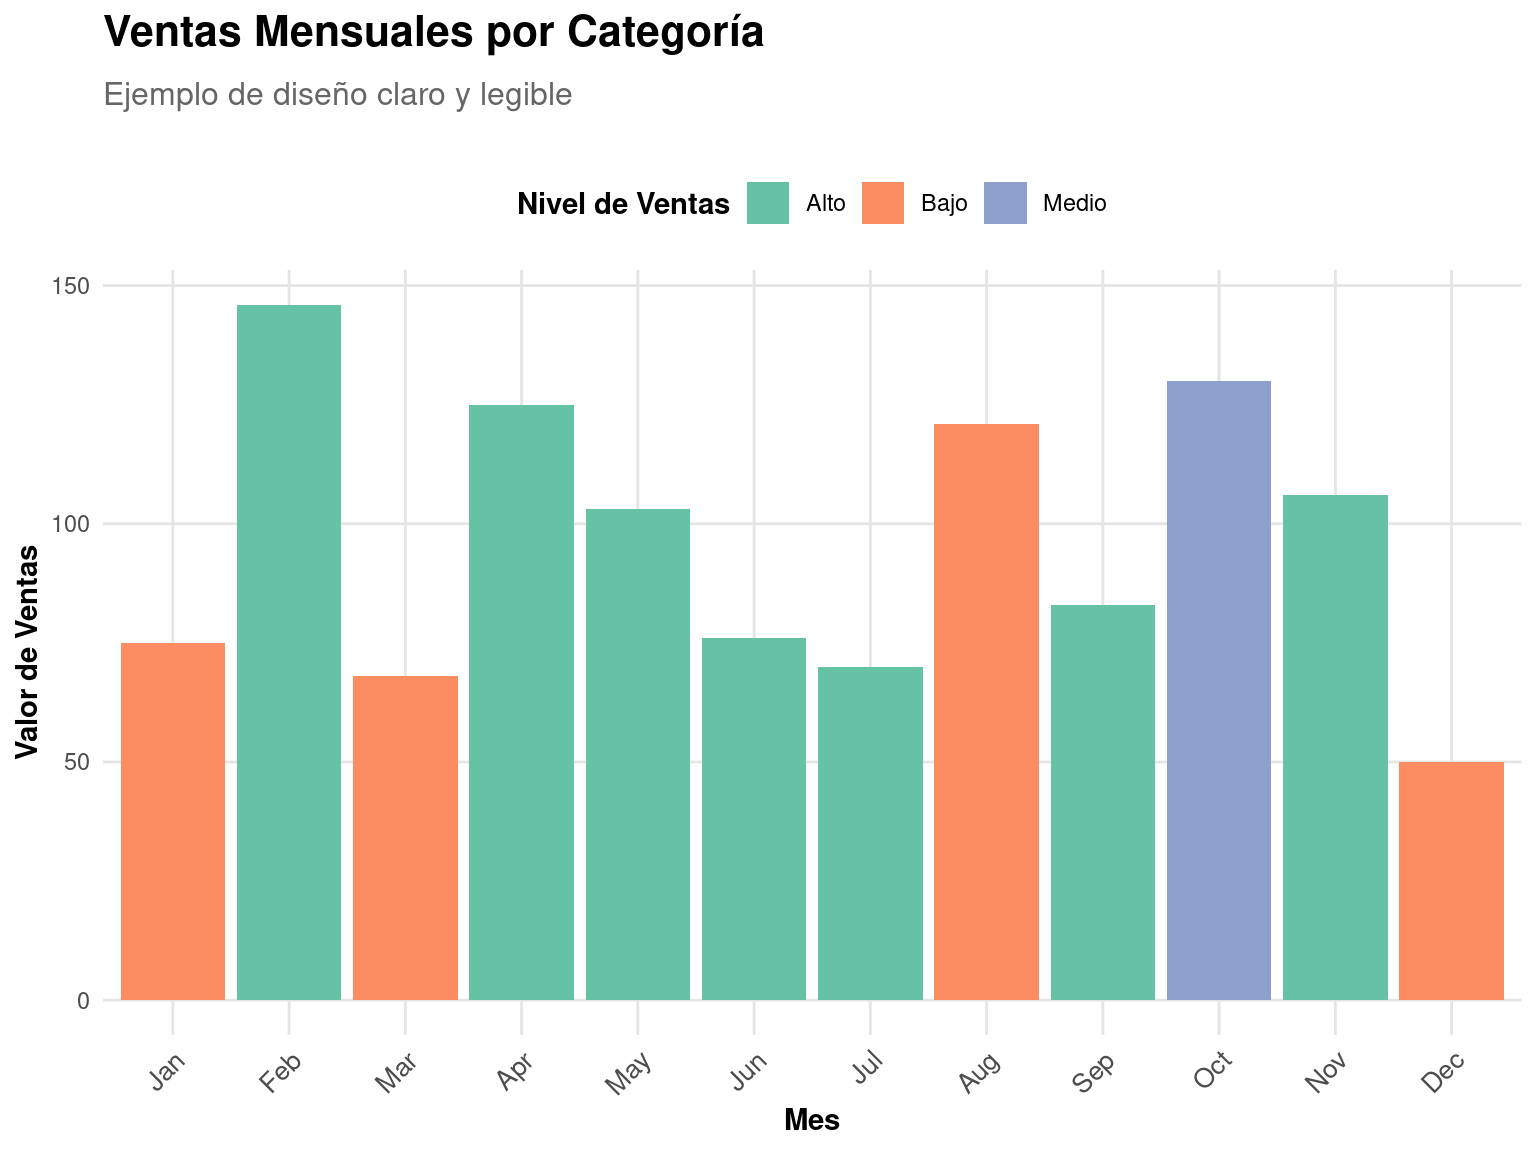 Ventas Mensuales por Categoría
Ejemplo de diseño claro y legible
Nivel de Ventas Alto Bajo Medio
150
100
50
0
Valor de Ventas
Jan Feb Mar Apr May Jun Jul Aug Sep Oct Nov Dec
Mes